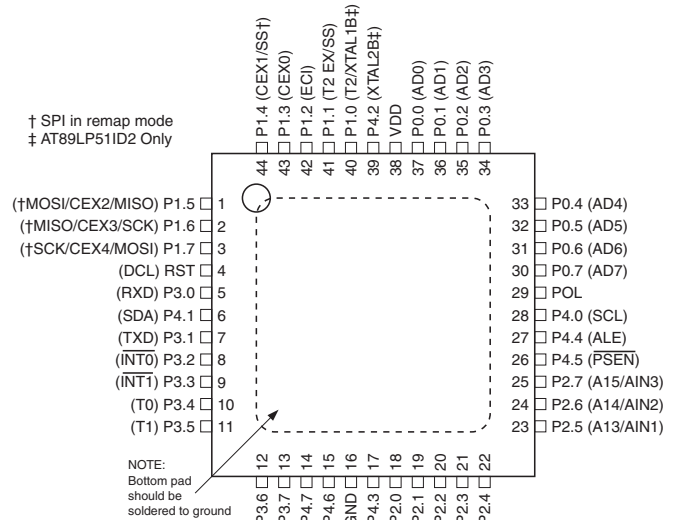 † SPI in remap mode
‡ AT89LP51ID2 Only
44 P1.4 (CEX1/SS†)
43 P1.3 (CEX0)
42 P1.2 (ECI)
41 P1.1 (T2 EX/SS)
40 P1.0 (T2/XTAL1B‡)
39 P4.2 (XTAL2B‡)
38 VDD
37 P0.0 (AD0)
36 P0.1 (AD1)
35 P0.2 (AD2)
34 P0.3 (AD3)
(†MOSI/CEX2/MISO) P1.5 1
(†MISO/CEX3/SCK) P1.6 2
(†SCK/CEX4/MOSI) P1.7 3
(DCL) RST 4
(RXD) P3.0 5
(SDA) P4.1 6
(TXD) P3.1 7
(INT0) P3.2 8
(INT1) P3.3 9
(T0) P3.4 10
(T1) P3.5 11
33 P0.4 (AD4)
32 P0.5 (AD5)
31 P0.6 (AD6)
30 P0.7 (AD7)
29 POL
28 P4.0 (SCL)
27 P4.4 (ALE)
26 P4.5 (PSEN)
25 P2.7 (A15/AIN3)
24 P2.6 (A14/AIN2)
23 P2.5 (A13/AIN1)
NOTE:
Bottom pad
should be
soldered to ground
P3.6 12
P3.7 13
P4.7 14
P4.6 15
GND 16
P4.3 17
P2.0 18
P2.1 19
P2.2 20
P2.3 21
P2.4 22